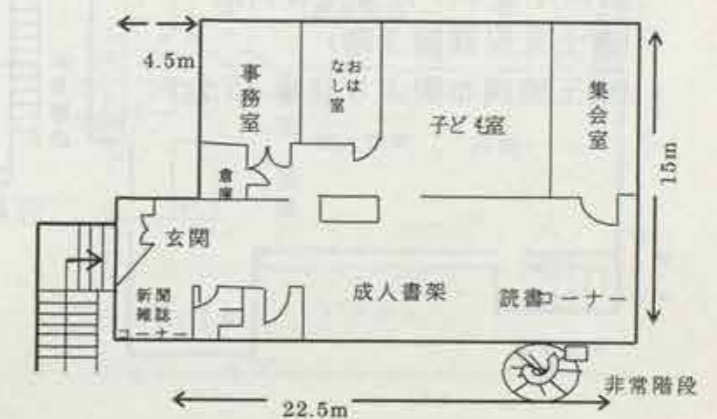 4.5m
事務室
おは
なし室
子ども室
集会室
15m
倉庫
玄関
新聞
雑誌
コーナー
成人書架
読書コーナー
非常階段
22.5m